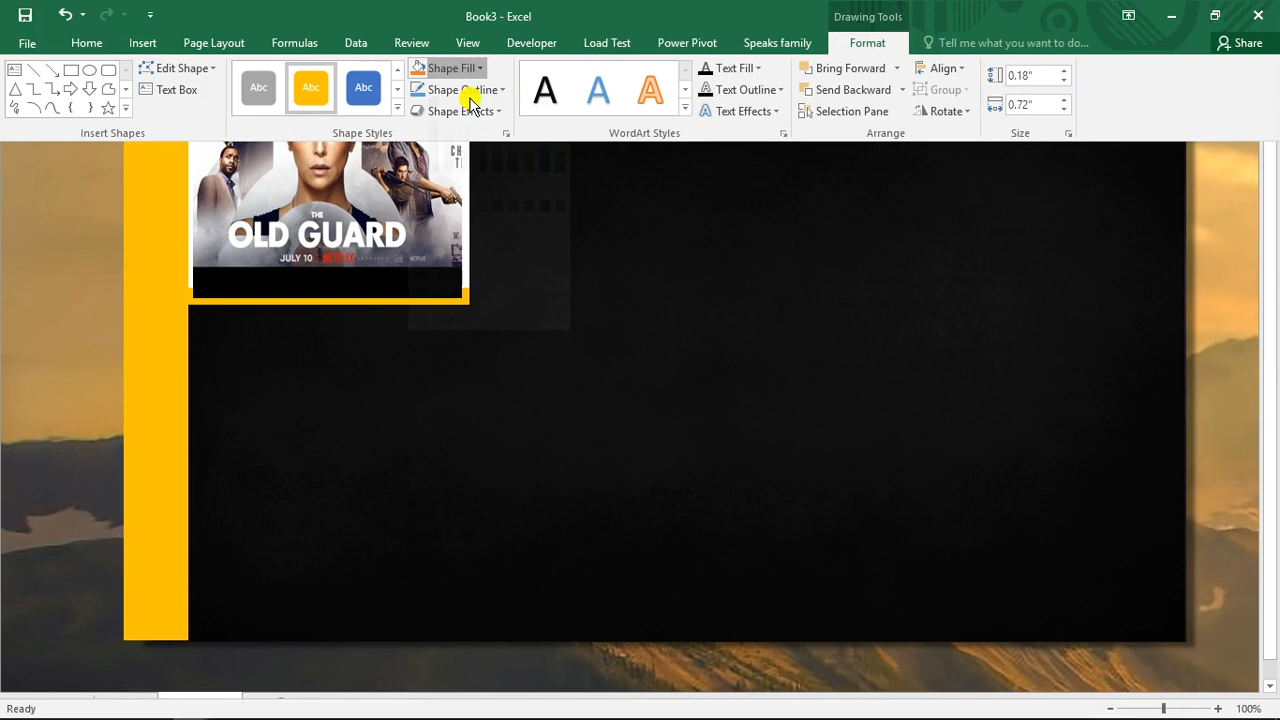 Book3 - Excel
Drawing Tools
File Home Insert Page Layout Formulas Data Review View Developer Load Test Power Pivot Speaks family Format Tell me what you want to do... Share
Edit Shape
Text Box
Insert Shapes
Abc Abc Abc
Shape Fill
Shape Outline
Shape Effects
Shape Styles
A A A
Text Fill
Text Outline
Text Effects
WordArt Styles
Bring Forward
Send Backward
Selection Pane
Align
Group
Rotate
Arrange
0.18"
0.72"
Size
THE
OLD GUARD
JULY 10 NETFLIX
Ready
100%